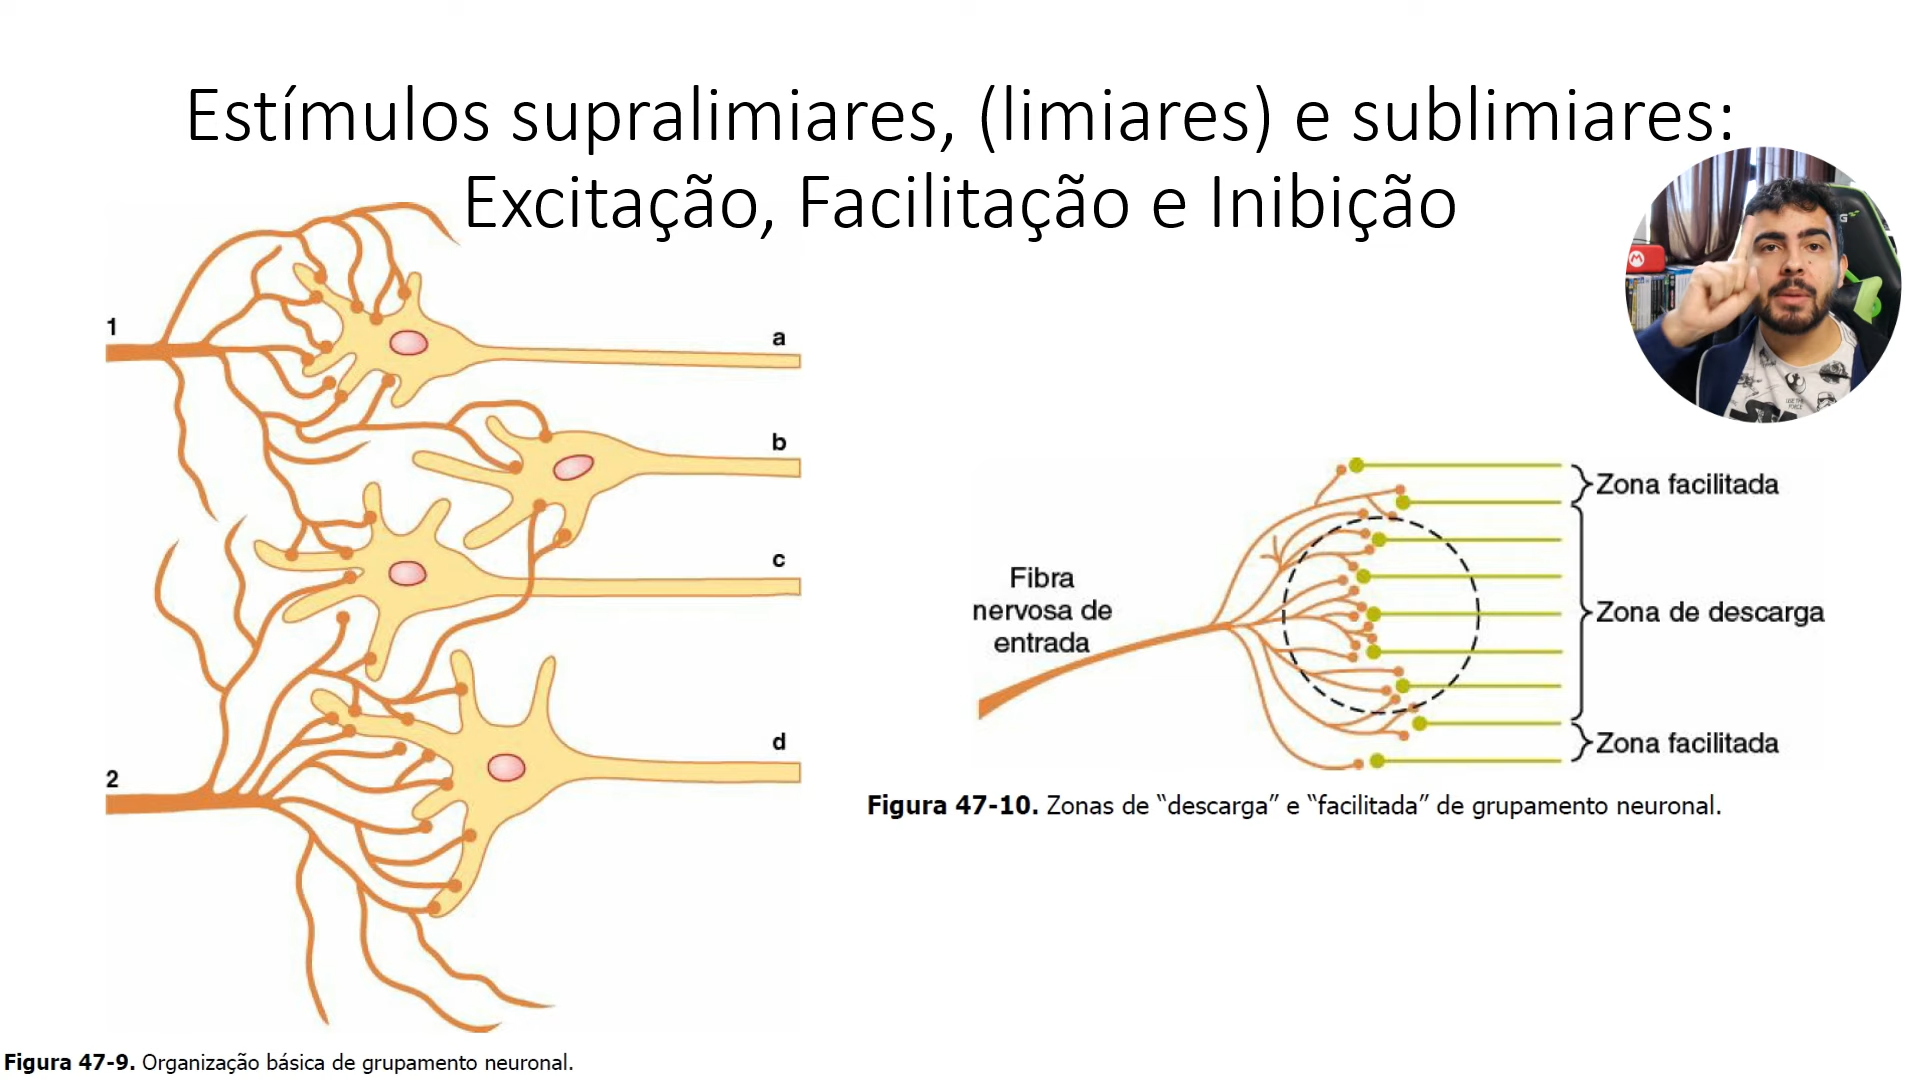 Estímulos supralimiares, (limiares) e sublimiares:
Excitação, Facilitação e Inibição
1
a
b
c
2
d
Fibra
nervosa de
entrada
Zona facilitada
Zona de descarga
Zona facilitada
Figura 47-10. Zonas de “descarga” e “facilitada” de grupamento neuronal.
Figura 47-9. Organização básica de grupamento neuronal.